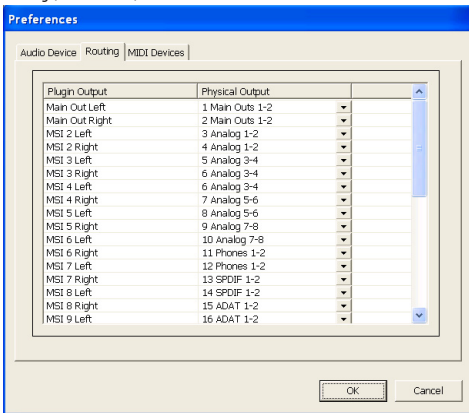 Preferences
Audio Device Routing MIDI Devices
Plugin Output Physical Output
Main Out Left 1 Main Outs 1-2
Main Out Right 2 Main Outs 1-2
MSI 2 Left 3 Analog 1-2
MSI 2 Right 4 Analog 1-2
MSI 3 Left 5 Analog 3-4
MSI 3 Right 6 Analog 3-4
MSI 4 Left 6 Analog 3-4
MSI 4 Right 7 Analog 5-6
MSI 5 Left 8 Analog 5-6
MSI 5 Right 9 Analog 7-8
MSI 6 Left 10 Analog 7-8
MSI 6 Right 11 Phones 1-2
MSI 7 Left 12 Phones 1-2
MSI 7 Right 13 SPDIF 1-2
MSI 8 Left 14 SPDIF 1-2
MSI 8 Right 15 ADAT 1-2
MSI 9 Left 16 ADAT 1-2
OK Cancel